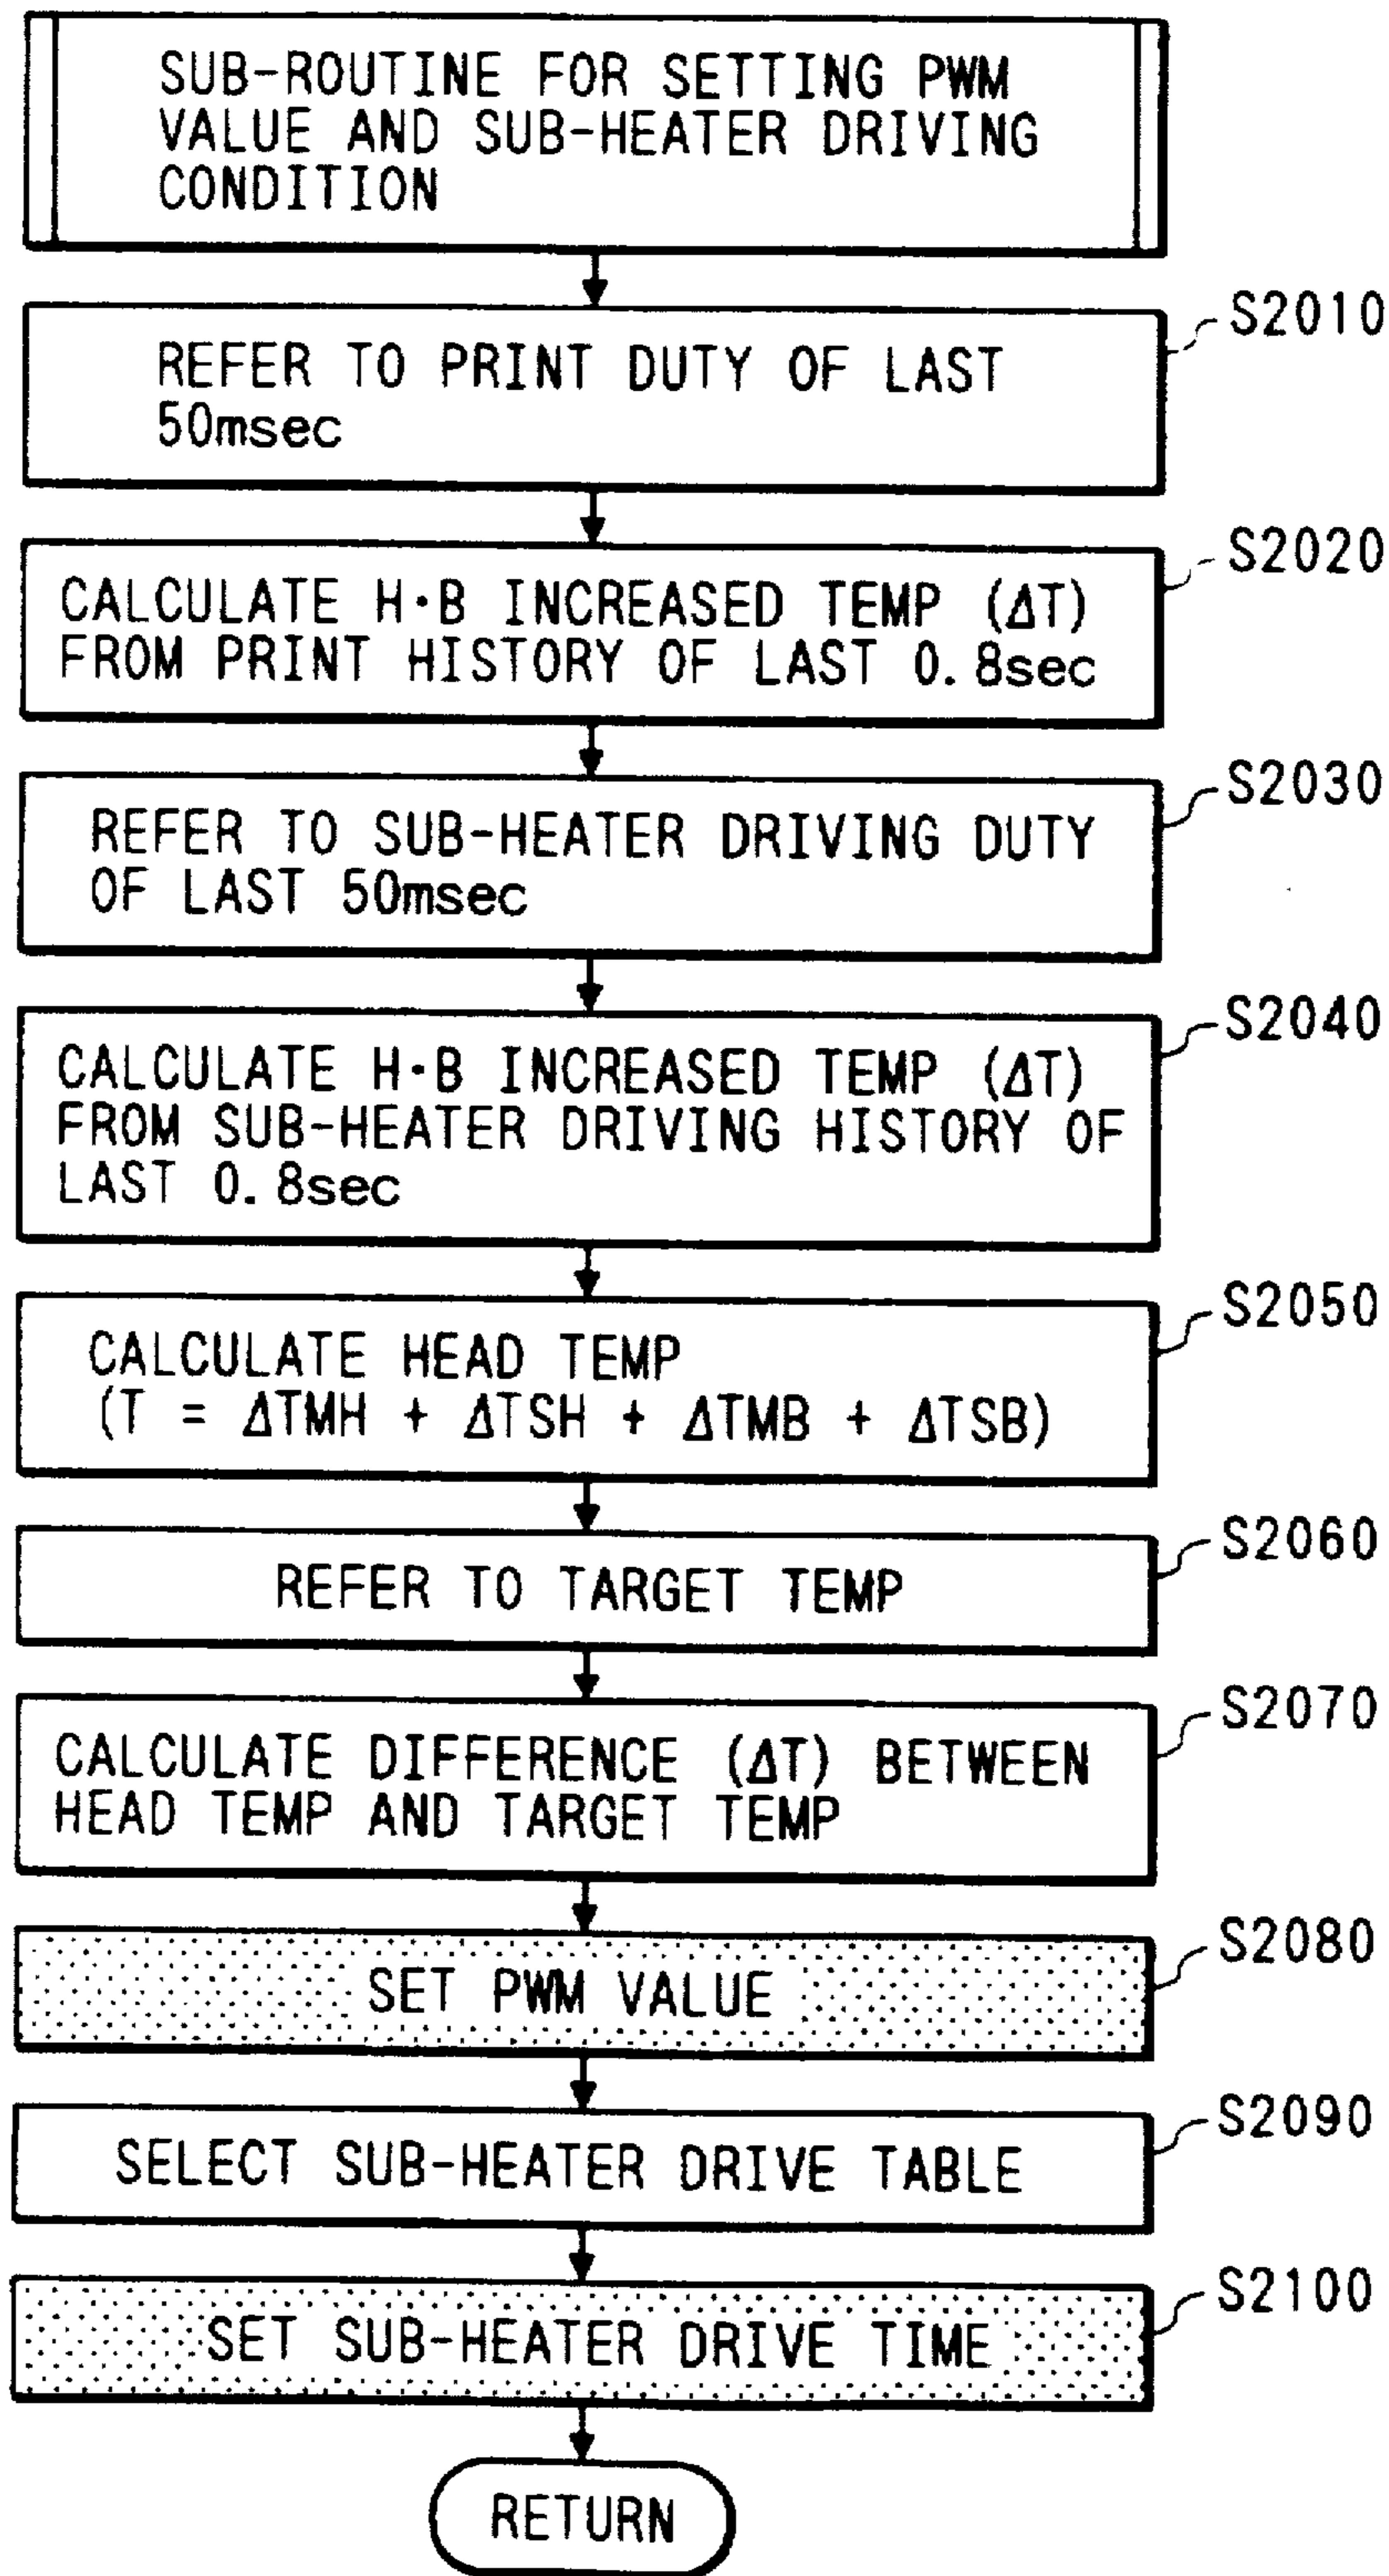 SUB-ROUTINE FOR SETTING PWM
VALUE AND SUB-HEATER DRIVING
CONDITION
S2010
REFER TO PRINT DUTY OF LAST
50msec
S2020
CALCULATE H·B INCREASED TEMP (ΔT)
FROM PRINT HISTORY OF LAST 0.8sec
S2030
REFER TO SUB-HEATER DRIVING DUTY
OF LAST 50msec
S2040
CALCULATE H·B INCREASED TEMP (ΔT)
FROM SUB-HEATER DRIVING HISTORY OF
LAST 0.8sec
S2050
CALCULATE HEAD TEMP
(T = ΔTMH + ΔTSH + ΔTMB + ΔTSB)
S2060
REFER TO TARGET TEMP
S2070
CALCULATE DIFFERENCE (ΔT) BETWEEN
HEAD TEMP AND TARGET TEMP
S2080
SET PWM VALUE
S2090
SELECT SUB-HEATER DRIVE TABLE
S2100
SET SUB-HEATER DRIVE TIME
RETURN